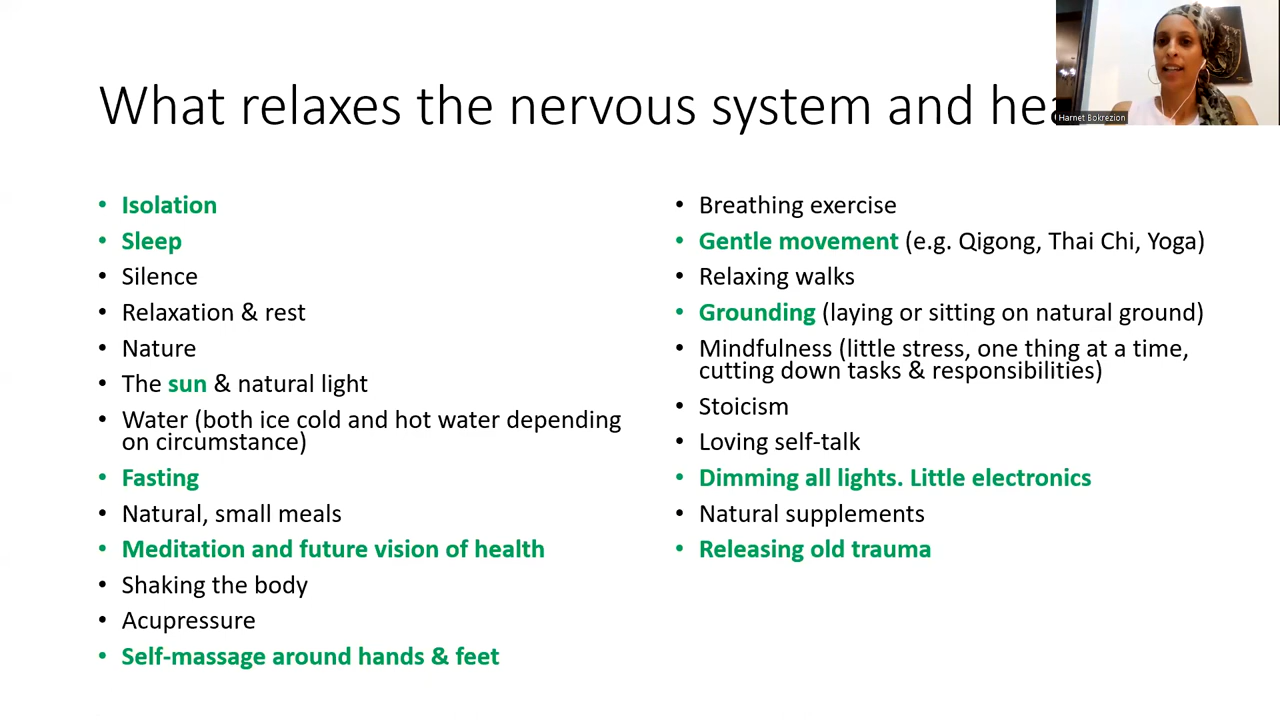 What relaxes the nervous system and
Harnet Bokrezion
• Isolation
• Sleep
• Silence
• Relaxation & rest
• Nature
• The sun & natural light
• Water (both ice cold and hot water depending
on circumstance)
• Fasting
• Natural, small meals
• Meditation and future vision of health
• Shaking the body
• Acupressure
• Self-massage around hands & feet
• Breathing exercise
• Gentle movement (e.g. Qigong, Thai Chi, Yoga)
• Relaxing walks
• Grounding (laying or sitting on natural ground)
• Mindfulness (little stress, one thing at a time,
cutting down tasks & responsibilities)
• Stoicism
• Loving self-talk
• Dimming all lights. Little electronics
• Natural supplements
• Releasing old trauma